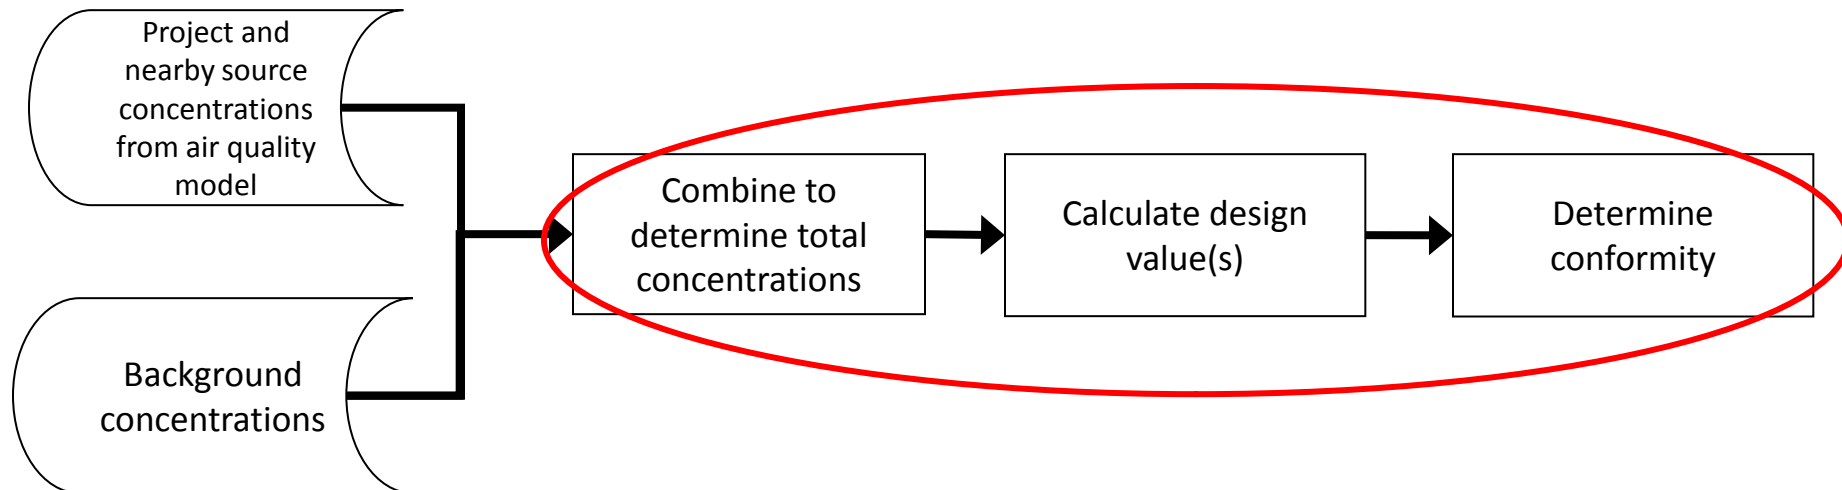 Project and
nearby source
concentrations
from air quality
model
Combine to
determine total
concentrations
Calculate design
value(s)
Determine
conformity
Background
concentrations